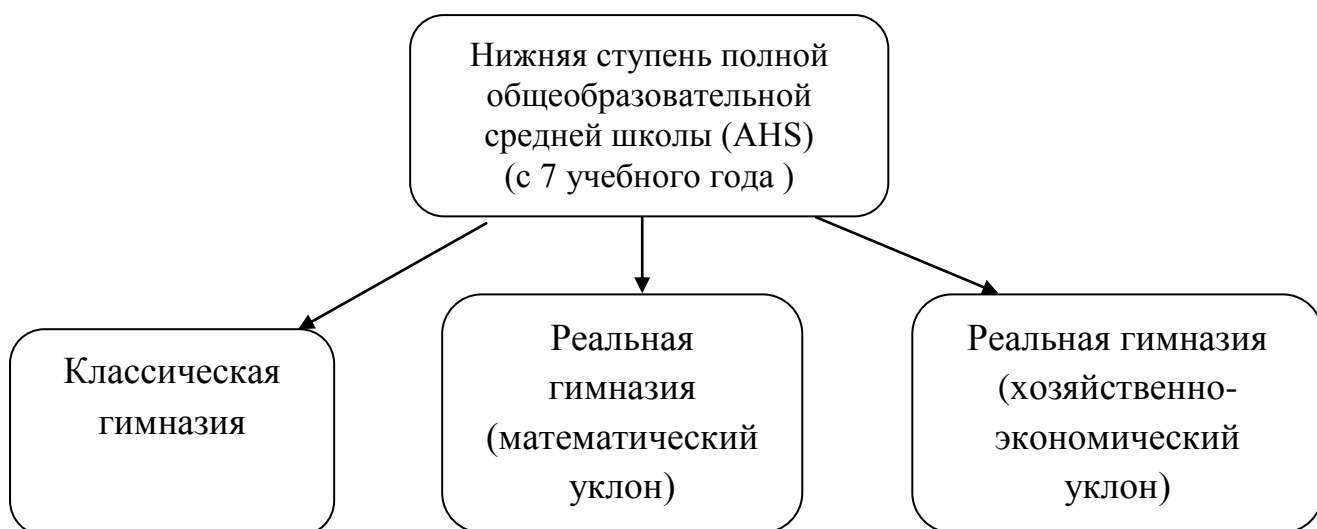 Нижняя ступень полной
общеобразовательной
средней школы (AHS)
(с 7 учебного года )
Классическая
гимназия
Реальная
гимназия
(математический
уклон)
Реальная гимназия
(хозяйственно-
экономический
уклон)